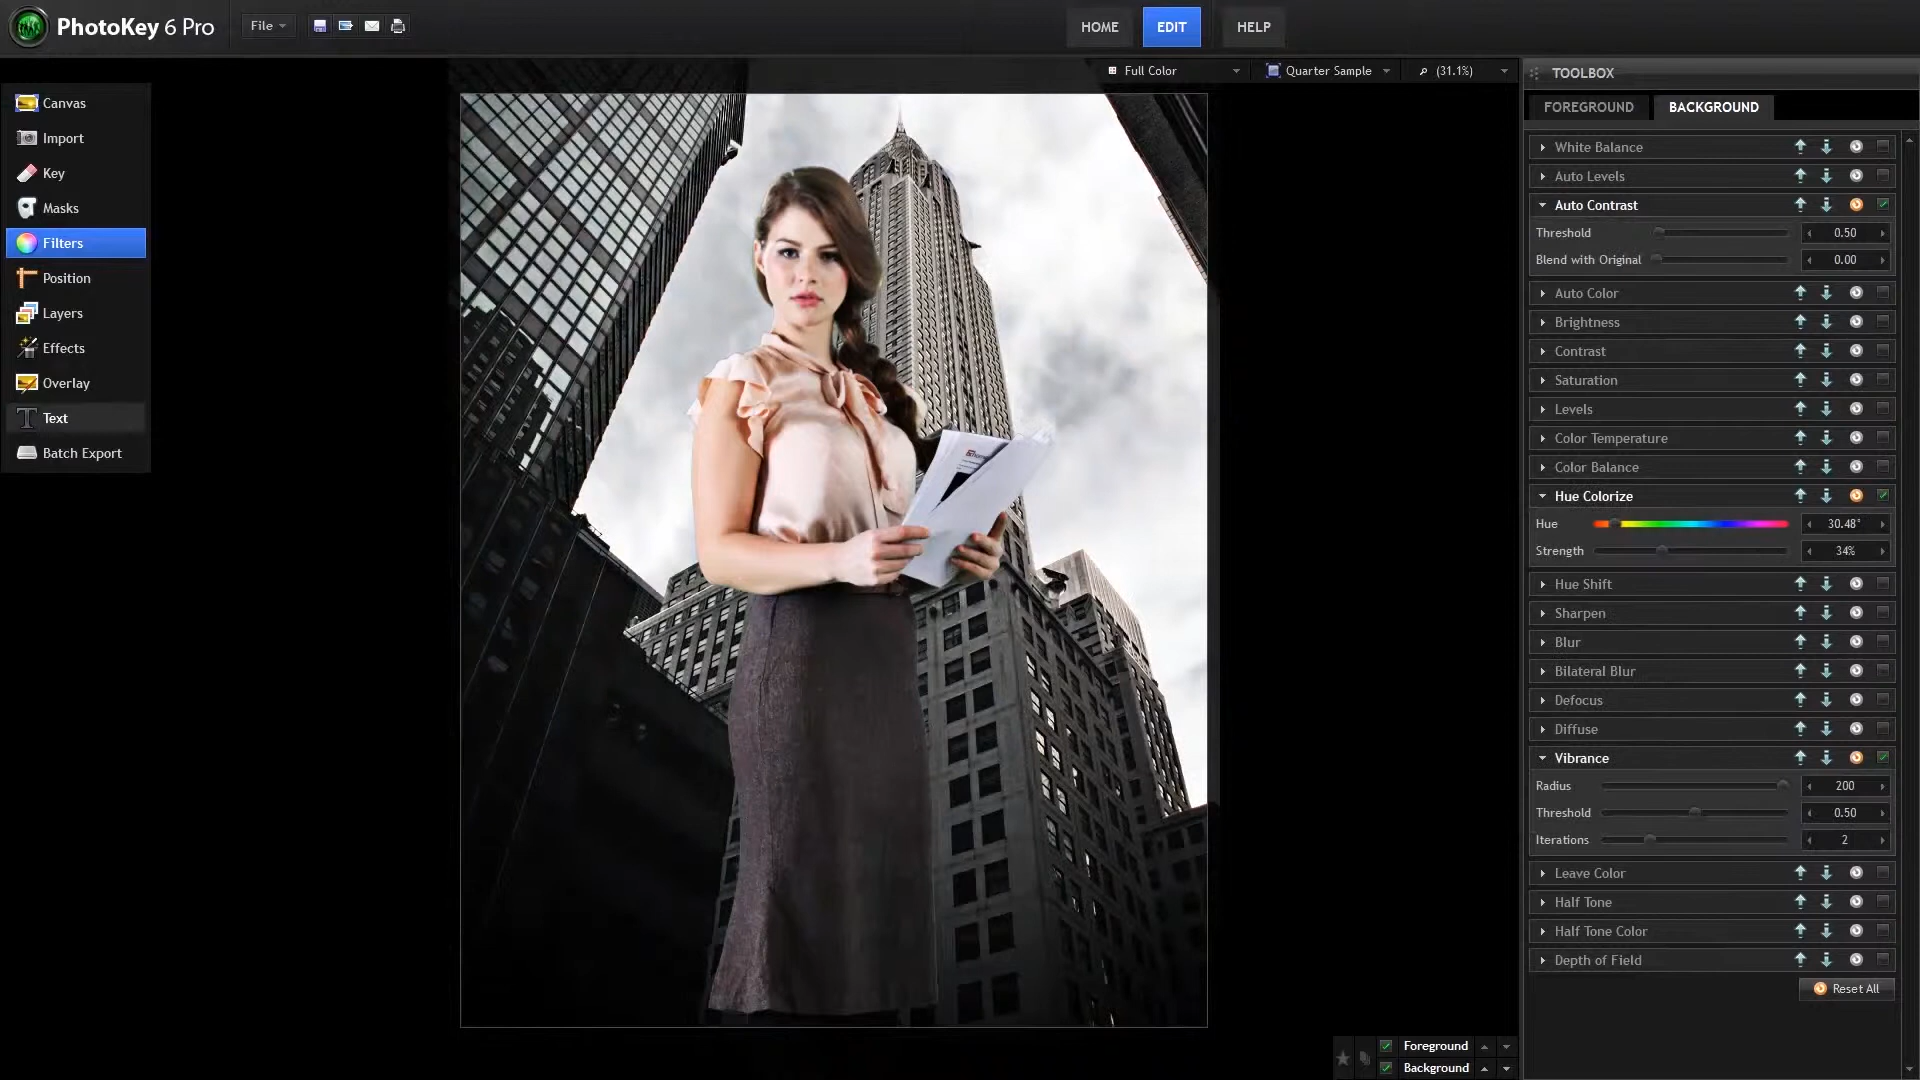 PhotoKey 6 Pro
File
HOME
EDIT
HELP
Full Color
Quarter Sample
(31.1%)
Canvas
Import
Key
Masks
Filters
Position
Layers
Effects
Overlay
Text
Batch Export
TOOLBOX
FOREGROUND
BACKGROUND
White Balance
Auto Levels
Auto Contrast
Threshold 0.50
Blend with Original 0.00
Auto Color
Brightness
Contrast
Saturation
Levels
Color Temperature
Color Balance
Hue Colorize
Hue 30.48°
Strength 34%
Hue Shift
Sharpen
Blur
Bilateral Blur
Defocus
Diffuse
Vibrance
Radius 200
Threshold 0.50
Iterations 2
Leave Color
Half Tone
Half Tone Color
Depth of Field
Reset All
Foreground
Background